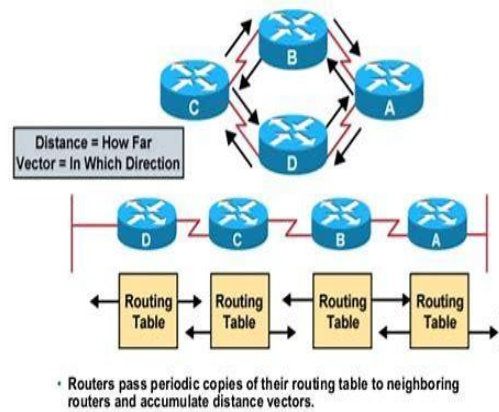 B
C
A
D
Distance = How Far
Vector = In Which Direction
D
C
B
A
Routing
Table
Routing
Table
Routing
Table
Routing
Table
• Routers pass periodic copies of their routing table to neighboring
routers and accumulate distance vectors.